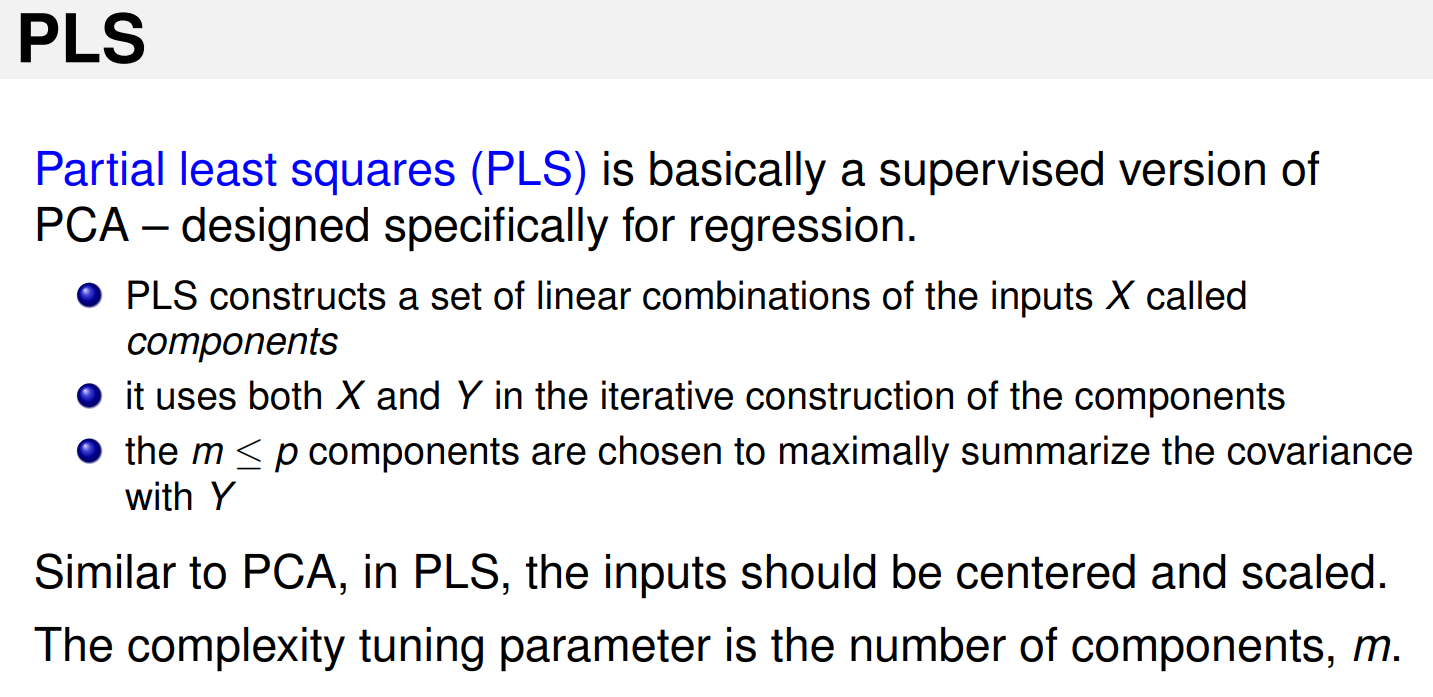 PLS
Partial least squares (PLS) is basically a supervised version of
PCA – designed specifically for regression.
PLS constructs a set of linear combinations of the inputs X called
components
it uses both X and Y in the iterative construction of the components
the m ≤ p components are chosen to maximally summarize the covariance
with Y
Similar to PCA, in PLS, the inputs should be centered and scaled.
The complexity tuning parameter is the number of components, m.